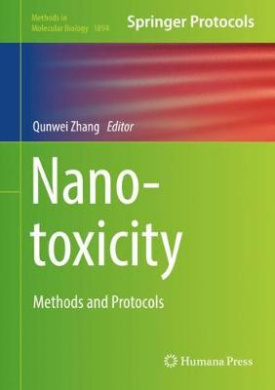 Methods in
Molecular Biology 1894
Springer Protocols
Qunwei Zhang Editor
Nano-
toxicity
Methods and Protocols
Humana Press